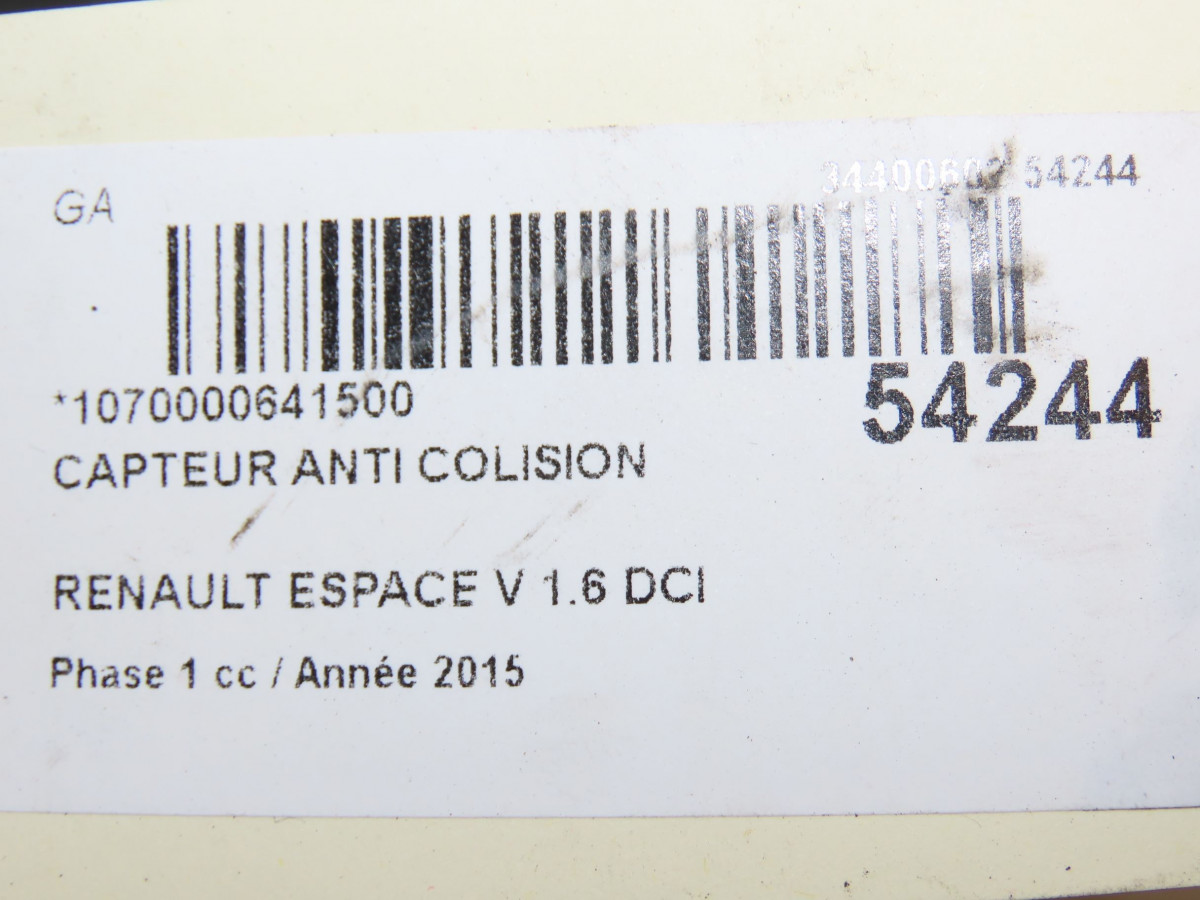 GA
54244
*1070000641500
54244
CAPTEUR ANTI COLISION
RENAULT ESPACE V 1.6 DCI
Phase 1 cc / Année 2015